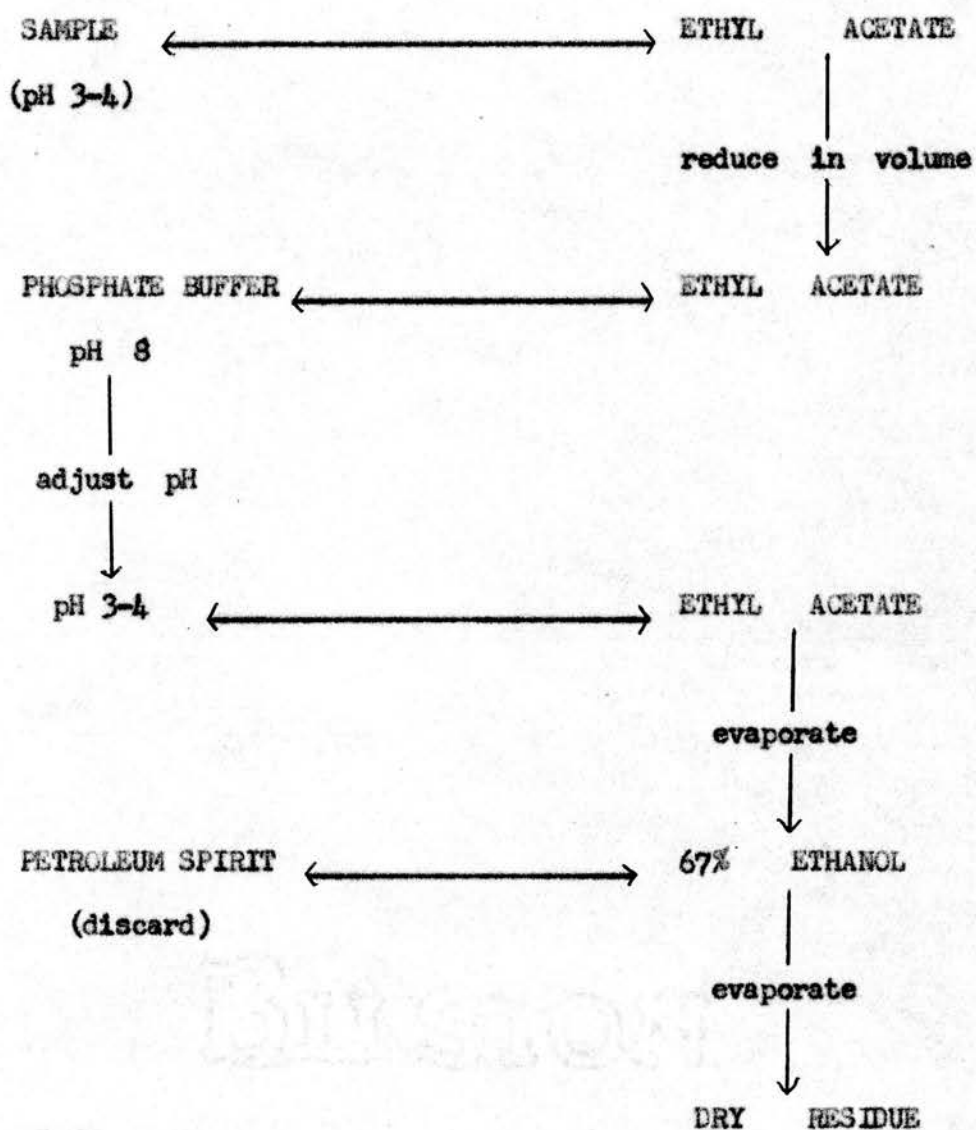 SAMPLE ETHYL ACETATE
(pH 3-4)
reduce in volume
PHOSPHATE BUFFER ETHYL ACETATE
pH 8
adjust pH
pH 3-4 ETHYL ACETATE
evaporate
PETROLEUM SPIRIT 67% ETHANOL
(discard)
evaporate
DRY RESIDUE